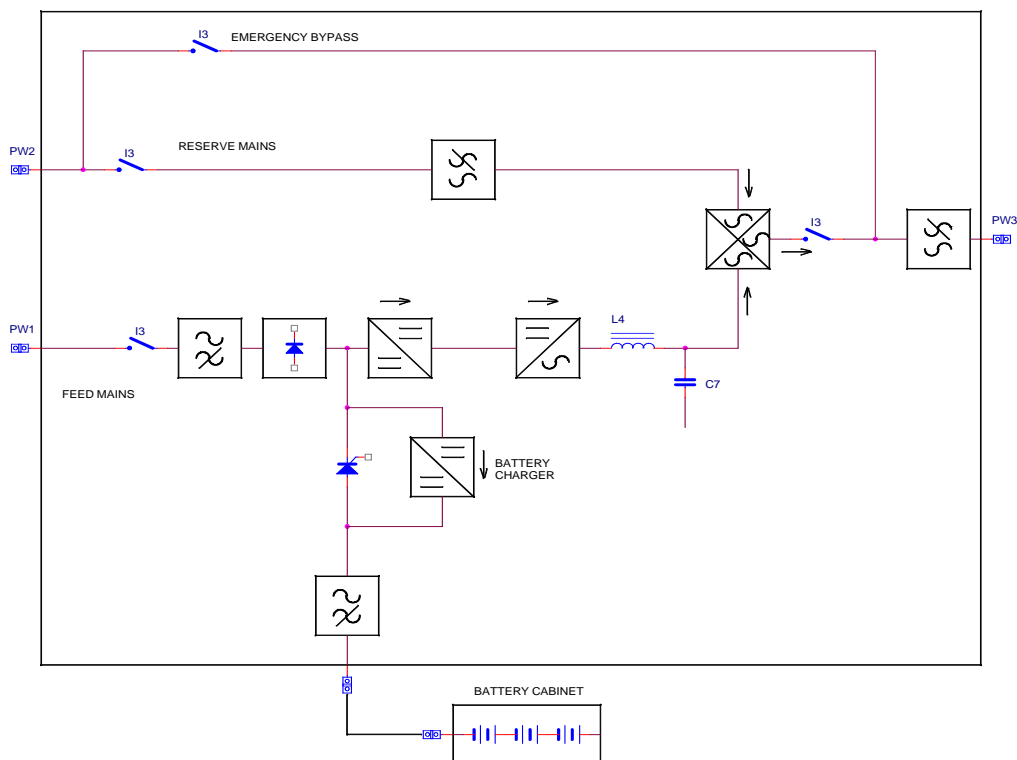 I3
EMERGENCY BYPASS
PW2
I3
RESERVE MAINS
I3
PW3
PW1
I3
L4
FEED MAINS
C7
BATTERY
CHARGER
BATTERY CABINET